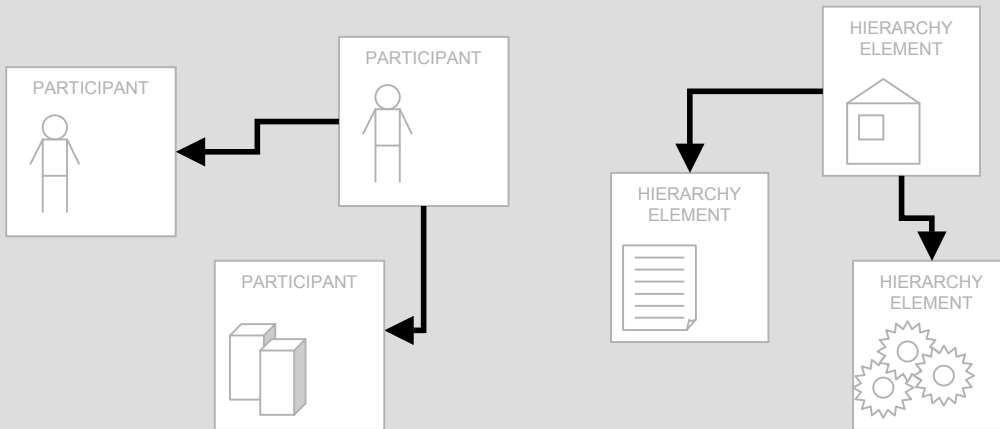 PARTICIPANT
PARTICIPANT
PARTICIPANT
HIERARCHY
ELEMENT
HIERARCHY
ELEMENT
HIERARCHY
ELEMENT